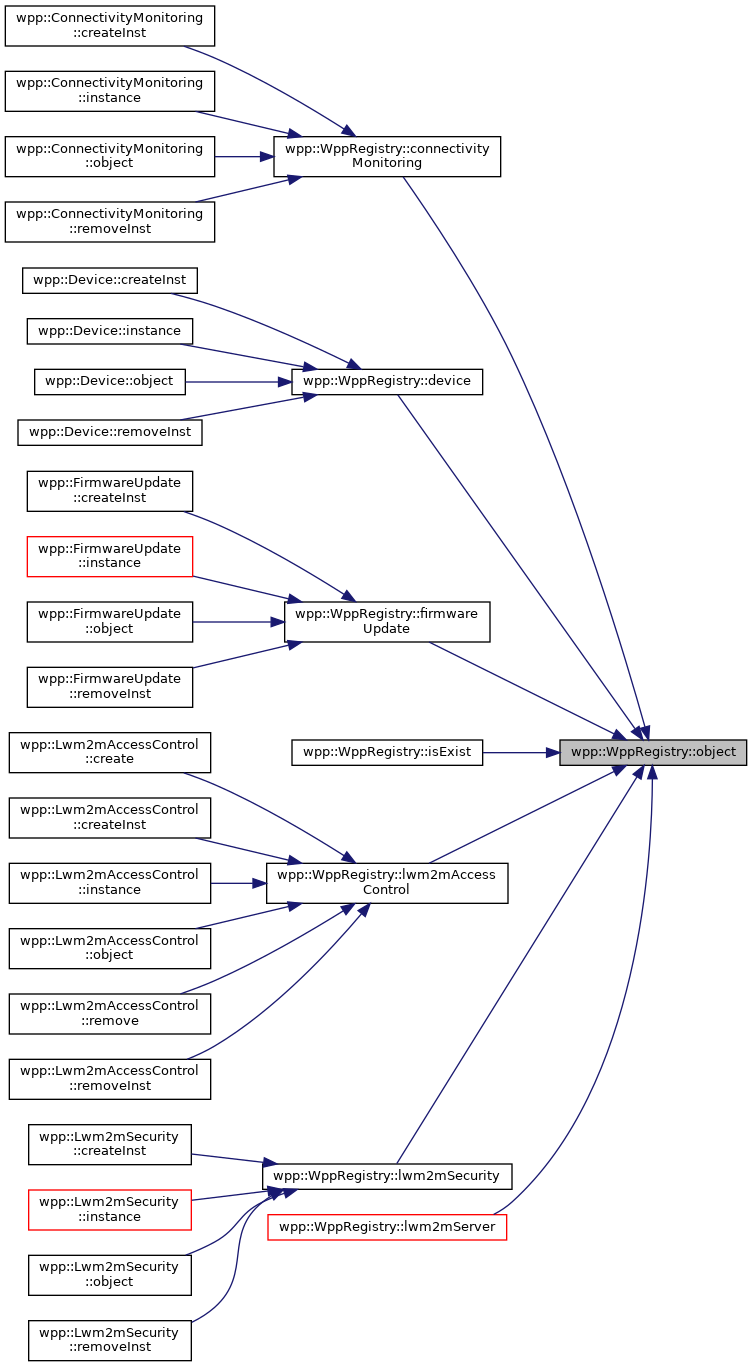 wpp::ConnectivityMonitoring
::createInst
wpp::ConnectivityMonitoring
::instance
wpp::ConnectivityMonitoring
::object
wpp::ConnectivityMonitoring
::removeInst
wpp::WppRegistry::connectivity
Monitoring
wpp::Device::createInst
wpp::Device::instance
wpp::Device::object
wpp::Device::removeInst
wpp::WppRegistry::device
wpp::FirmwareUpdate
::createInst
wpp::FirmwareUpdate
::instance
wpp::FirmwareUpdate
::object
wpp::FirmwareUpdate
::removeInst
wpp::WppRegistry::firmware
Update
wpp::WppRegistry::isExist
wpp::WppRegistry::object
wpp::Lwm2mAccessControl
::create
wpp::Lwm2mAccessControl
::createInst
wpp::Lwm2mAccessControl
::instance
wpp::Lwm2mAccessControl
::object
wpp::Lwm2mAccessControl
::remove
wpp::Lwm2mAccessControl
::removeInst
wpp::WppRegistry::lwm2mAccess
Control
wpp::Lwm2mSecurity
::createInst
wpp::Lwm2mSecurity
::instance
wpp::Lwm2mSecurity
::object
wpp::Lwm2mSecurity
::removeInst
wpp::WppRegistry::lwm2mSecurity
wpp::WppRegistry::lwm2mServer